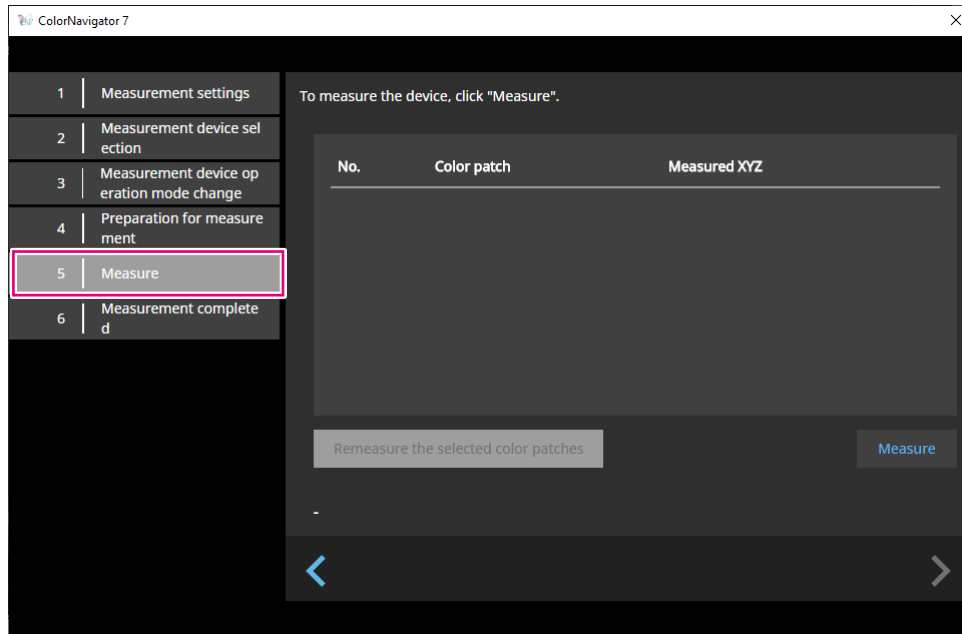 ColorNavigator 7
1 Measurement settings
2 Measurement device sel
ection
3 Measurement device op
eration mode change
4 Preparation for measure
ment
5 Measure
6 Measurement complete
d
To measure the device, click "Measure".
No. Color patch Measured XYZ
Remeasure the selected color patches
Measure
-